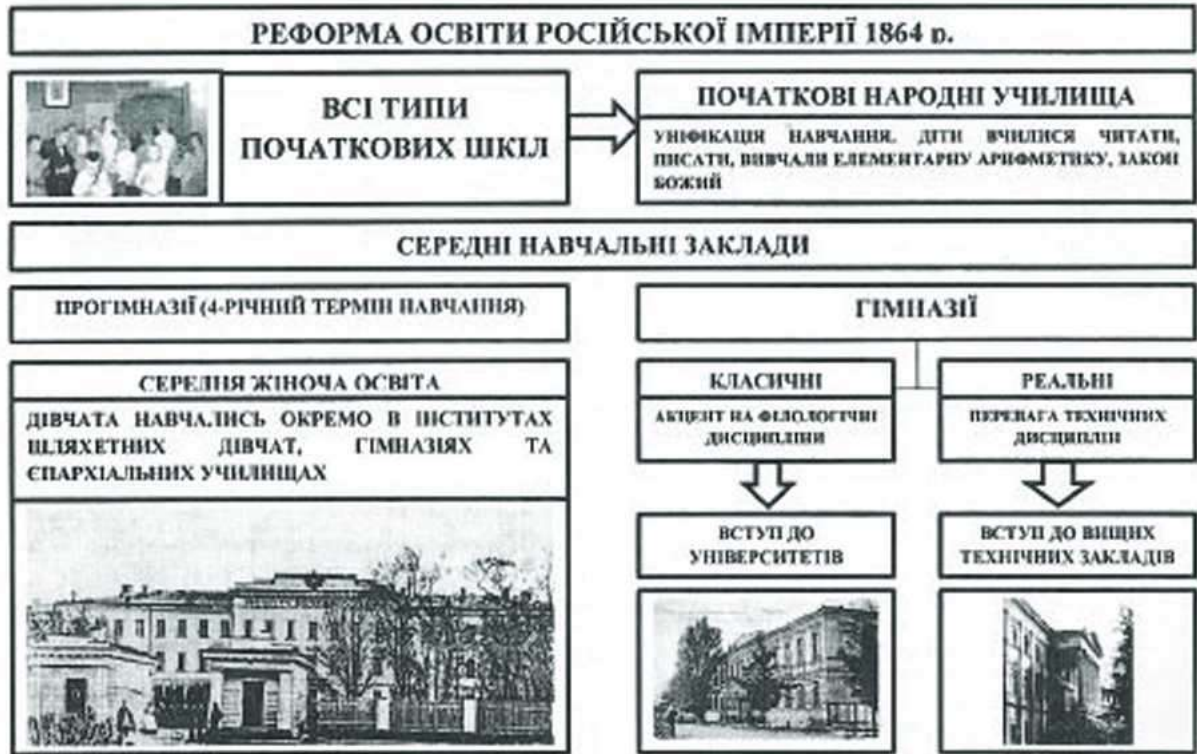 РЕФОРМА ОСВІТИ РОСІЙСЬКОЇ ІМПЕРІЇ 1864 р.
ВСІ ТИПИ
ПОЧАТКОВИХ ШКІЛ
ПОЧАТКОВІ НАРОДНІ УЧИЛИЩА
УНІФІКАЦІЯ НАВЧАННЯ. ДІТИ ВЧИЛИСЯ ЧИТАТИ,
ПИСАТИ, ВИВЧАЛИ ЕЛЕМЕНТАРНУ АРИФМЕТИКУ, ЗАКОН
БОЖИЙ
СЕРЕДНІ НАВЧАЛЬНІ ЗАКЛАДИ
ПРОГІМНАЗІЇ (4-РІЧНИЙ ТЕРМІН НАВЧАННЯ)
ГІМНАЗІЇ
СЕРЕДНЯ ЖІНОЧА ОСВІТА
ДІВЧАТА НАВЧАЛИСЬ ОКРЕМО В ІНСТИТУТАХ
ШЛЯХЕТНИХ ДІВЧАТ, ГІМНАЗІЯХ ТА
ЄПАРХІАЛЬНИХ УЧИЛИЩАХ
КЛАСИЧНІ
АКЦЕНТ НА ФІЛОЛОГІЧНІ
ДИСЦИПЛІНИ
РЕАЛЬНІ
ПЕРЕВАГА ТЕХНІЧНИХ
ДИСЦИПЛІН
ВСТУП ДО
УНІВЕРСИТЕТІВ
ВСТУП ДО ВИЩИХ
ТЕХНІЧНИХ ЗАКЛАДІВ